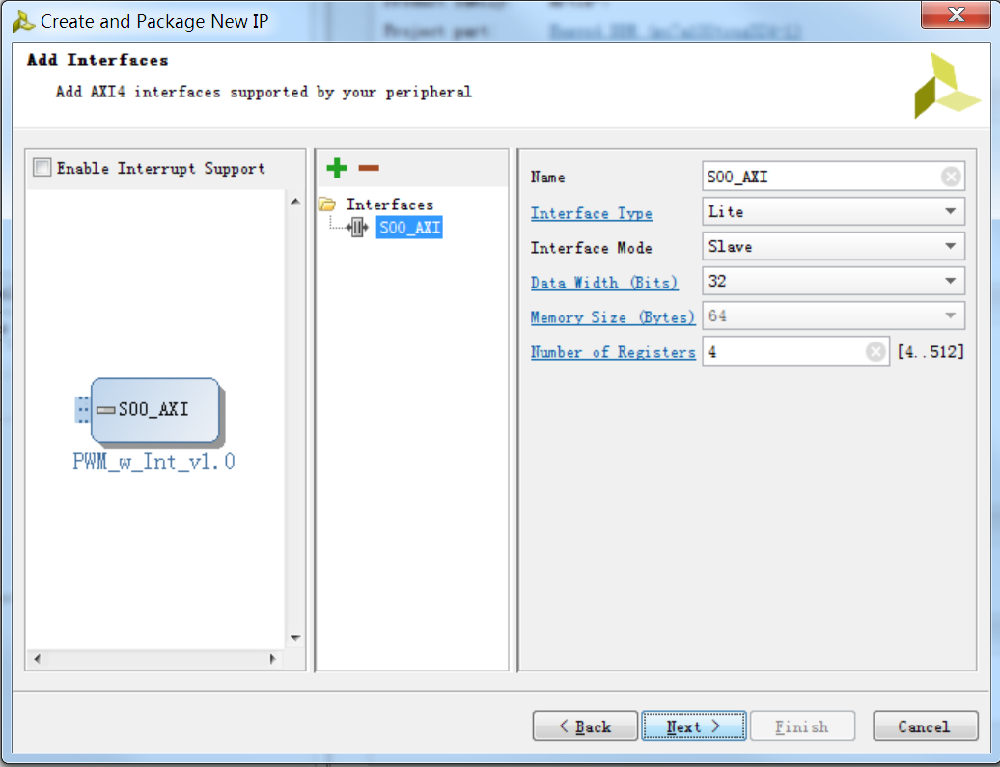 Create and Package New IP
Add Interfaces
Add AXI4 interfaces supported by your peripheral
Enable Interrupt Support
S00_AXI
PWM_w_Int_v1.0
Interfaces
S00_AXI
Name S00_AXI
Interface Type Lite
Interface Mode Slave
Data Width (Bits) 32
Memory Size (Bytes) 64
Number of Registers 4 [4..512]
< Back Next > Finish Cancel